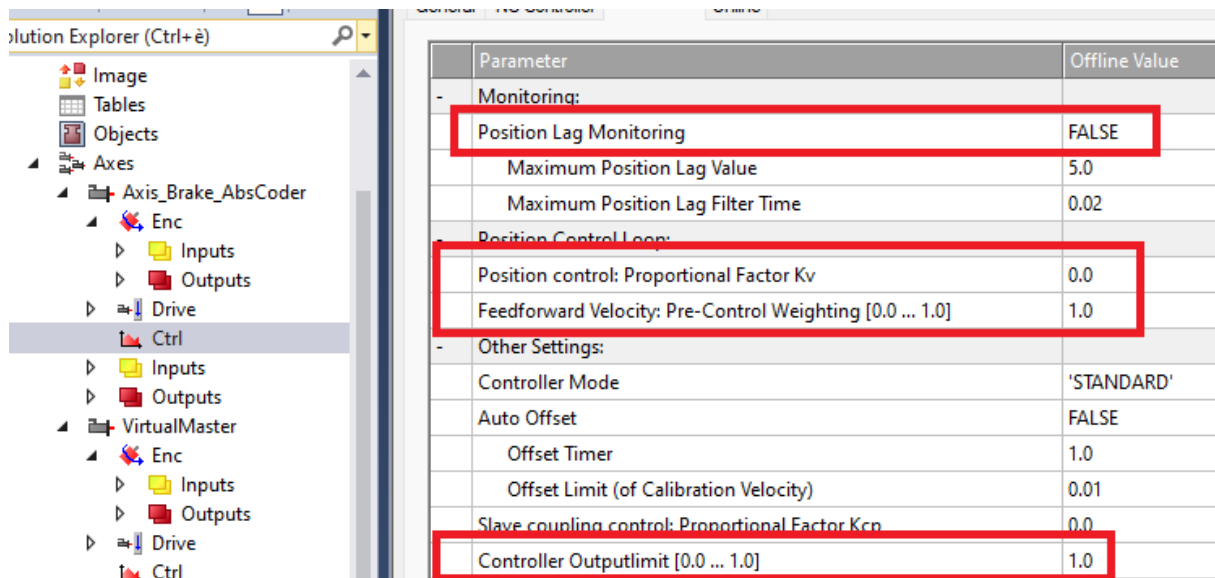 General NC Controller Online
olution Explorer (Ctrl+è)
Image
Tables
Objects
Axes
Axis_Brake_AbsCoder
Enc
Inputs
Outputs
Drive
Ctrl
Inputs
Outputs
VirtualMaster
Enc
Inputs
Outputs
Drive
Ctrl
Parameter Offline Value
- Monitoring:
Position Lag Monitoring FALSE
Maximum Position Lag Value 5.0
Maximum Position Lag Filter Time 0.02
- Position Control Loop:
Position control: Proportional Factor Kv 0.0
Feedforward Velocity: Pre-Control Weighting [0.0 ... 1.0] 1.0
- Other Settings:
Controller Mode 'STANDARD'
Auto Offset FALSE
Offset Timer 1.0
Offset Limit (of Calibration Velocity) 0.01
Slave coupling control: Proportional Factor Kcp 0.0
Controller Outputlimit [0.0 ... 1.0] 1.0